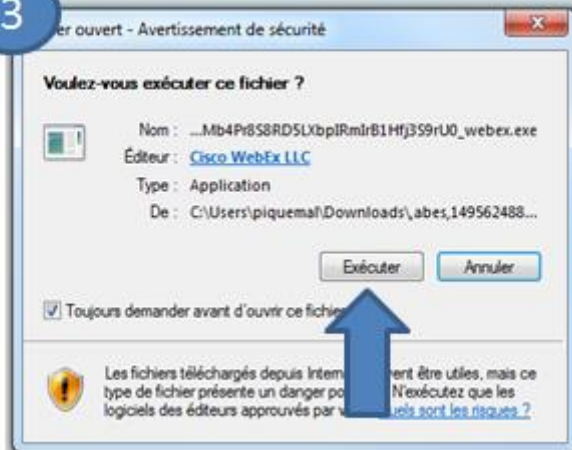 3
er ouvert - Avertissement de sécurité
Voulez-vous exécuter ce fichier ?
Nom : ...Mb4Pr8S8RD5LXbpIRmIrB1Hfj3S9rU0_webex.exe
Éditeur : Cisco WebEx LLC
Type : Application
De : C:\Users\piquemal\Downloads\,abes,149562488...
Exécuter Annuler
Toujours demander avant d'ouvrir ce fichie
Les fichiers téléchargés depuis Intern vent être utiles, mais ce
type de fichier présente un danger po N'exécutez que les
logiciels des éditeurs approuvés par v uels sont les risques ?